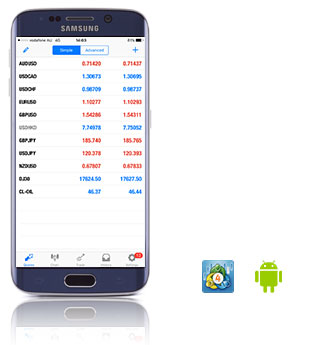 SAMSUNG
Simple Advanced
AUDUSD 0.71420 0.71437
USDCAD 1.30673 1.30695
USDCHF 0.98709 0.98737
EURUSD 1.10277 1.10293
GBPUSD 1.54286 1.54311
USDHKD 7.74978 7.75052
GBPJPY 185.740 185.765
USDJPY 120.378 120.393
NZDUSD 0.67807 0.67833
DJ30 17624.50 17627.50
CL-OIL 46.37 46.44
Quotes Chart Trade History Settings
4